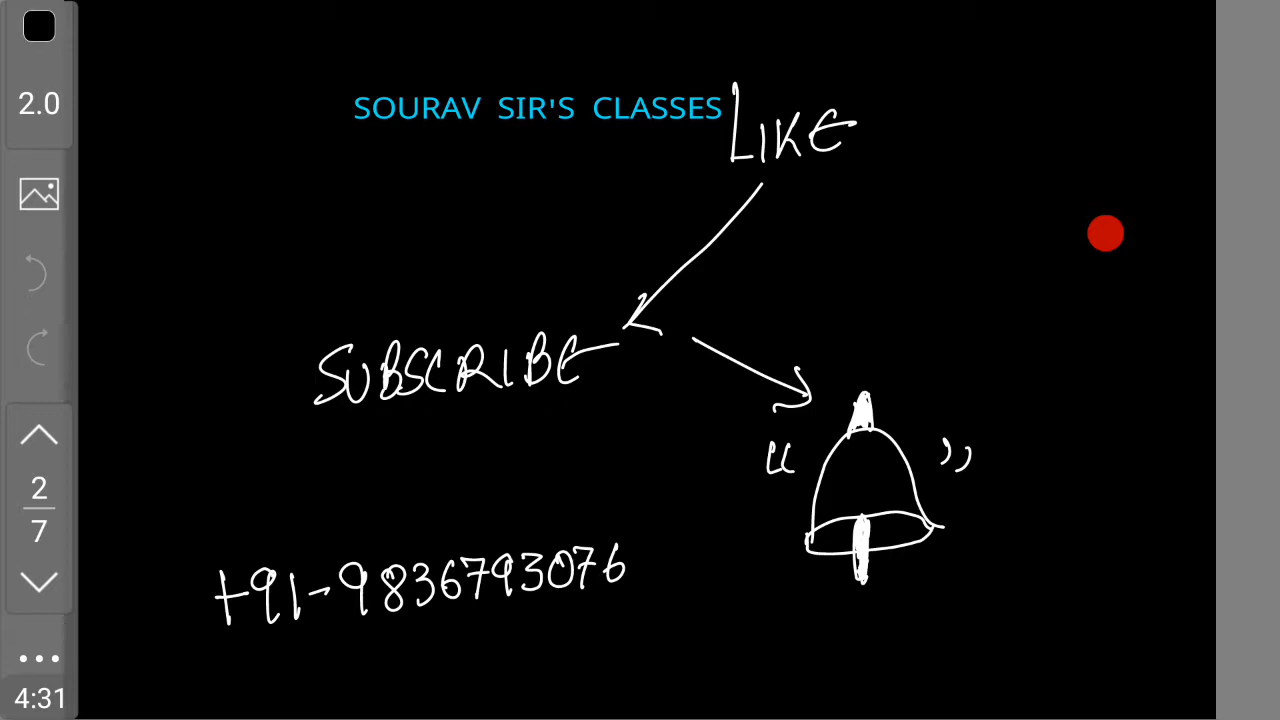 2.0
SOURAV SIR'S CLASSES
LIKE
SUBSCRIBE
“ ”
+91-9836793076
2
7
4:31